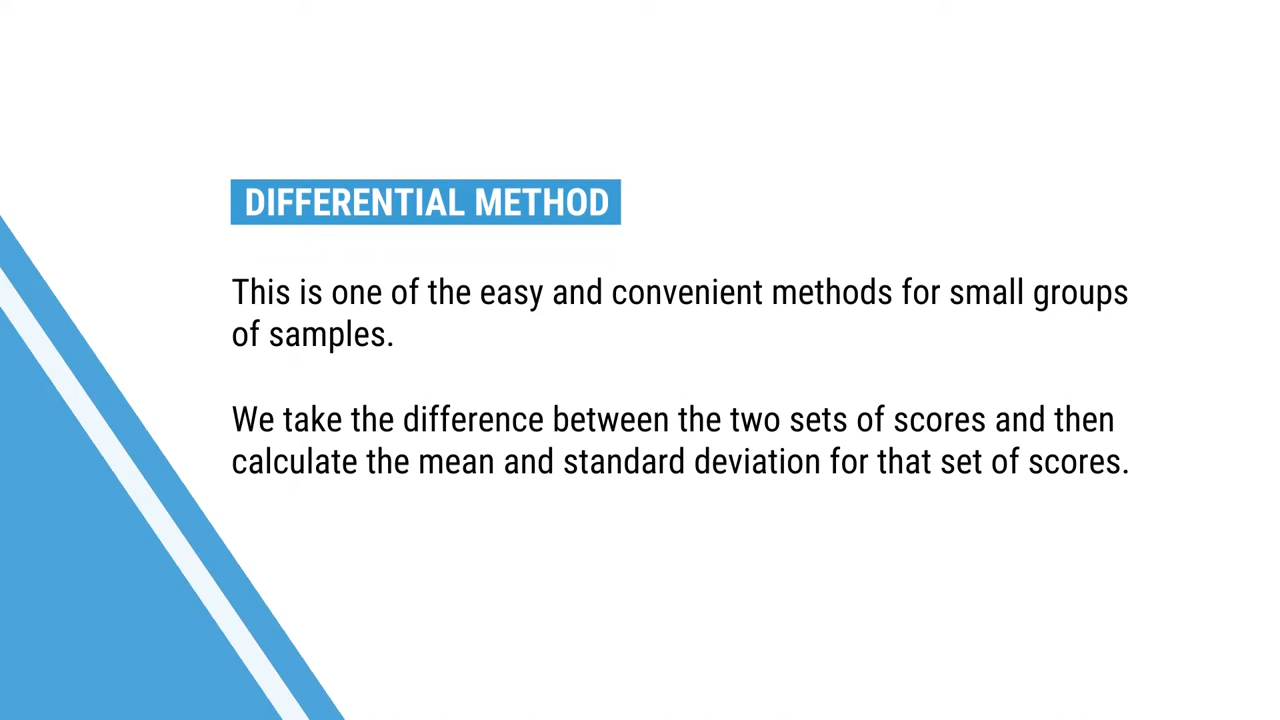 DIFFERENTIAL METHOD
This is one of the easy and convenient methods for small groups
of samples.
We take the difference between the two sets of scores and then
calculate the mean and standard deviation for that set of scores.